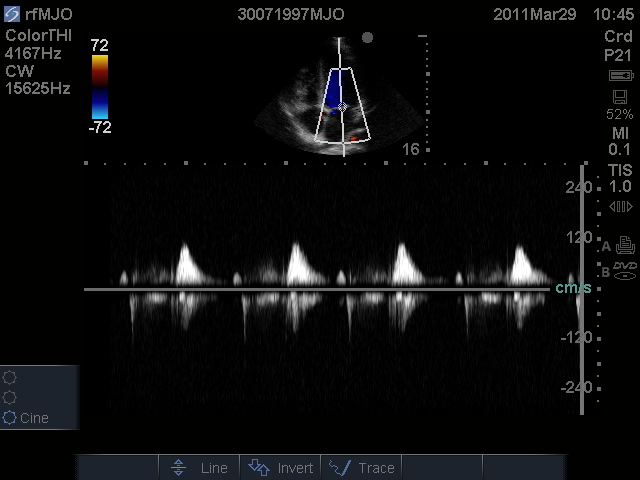 rfMJO 30071997MJO 2011Mar29 10:45
ColorTHI
4167Hz
CW
15625Hz
72
-72
Crd
P21
52%
MI
0.1
TIS
1.0
16
240
120
cm/s
-120
-240
A
B DVD
Cine
Line Invert Trace